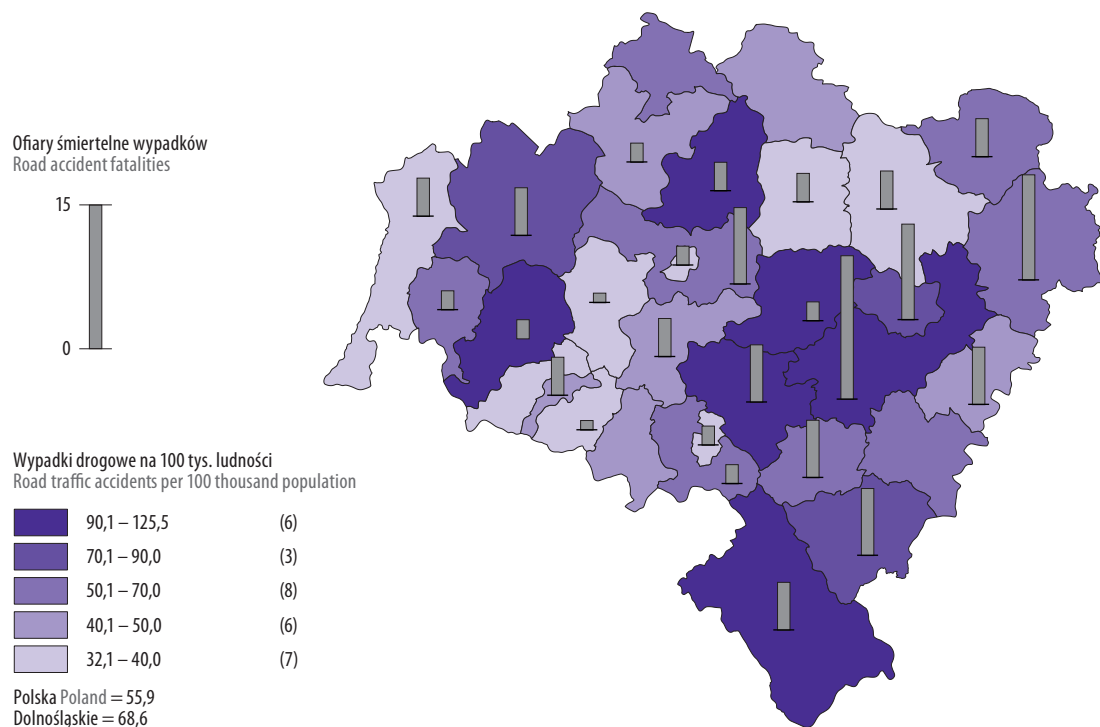 Ofiary śmiertelne wypadków
Road accident fatalities
15
0
Wypadki drogowe na 100 tys. ludności
Road traffic accidents per 100 thousand population
90,1 – 125,5 (6)
70,1 – 90,0 (3)
50,1 – 70,0 (8)
40,1 – 50,0 (6)
32,1 – 40,0 (7)
Polska Poland = 55,9
Dolnośląskie = 68,6